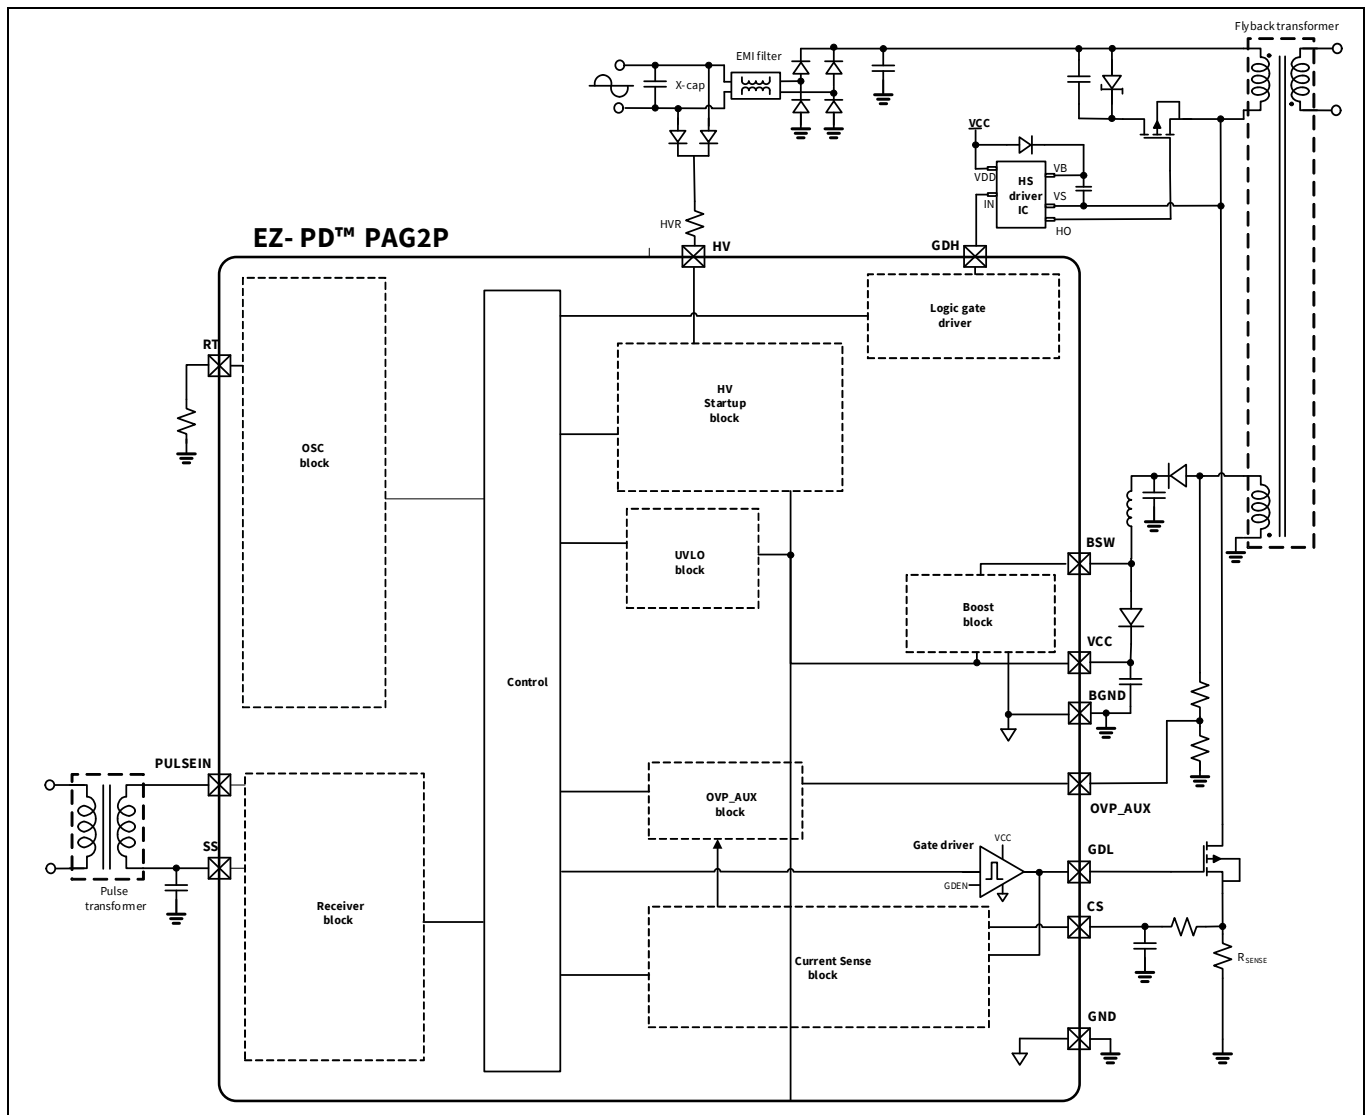 Flyback transformer
EMI filter
X-cap
VCC
VDD
VB
HS
driver
IC
IN
VS
HO
HVR
EZ- PD™ PAG2P
HV
GDH
Logic gate
driver
RT
HV
Startup
block
OSC
block
BSW
UVLO
block
Boost
block
VCC
Control
BGND
PULSEIN
OVP_AUX
block
OVP_AUX
VCC
Gate driver
GDL
SS
GDEN
Pulse
transformer
Receiver
block
CS
Current Sense
block
RSENSE
GND